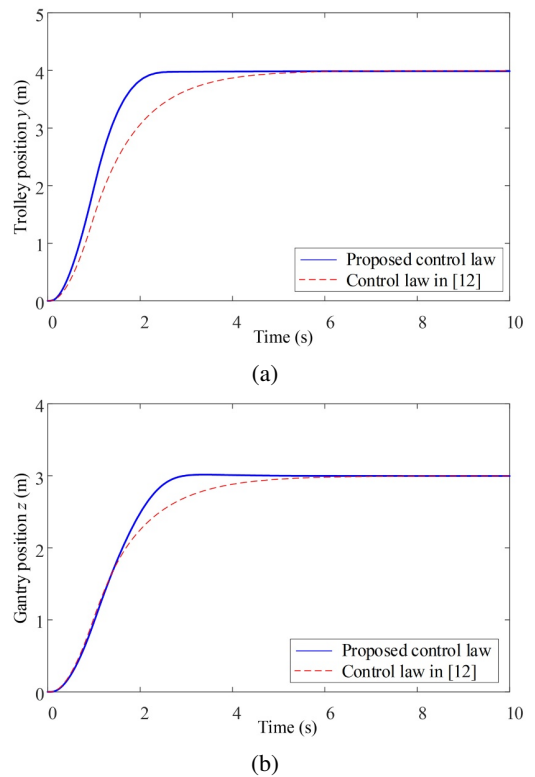 5
4
3
2
1
0
Trolley position y (m)
Proposed control law
Control law in [12]
0 2 4 6 8 10
Time (s)
(a)
4
3
2
1
0
Gantry position z (m)
Proposed control law
Control law in [12]
0 2 4 6 8 10
Time (s)
(b)